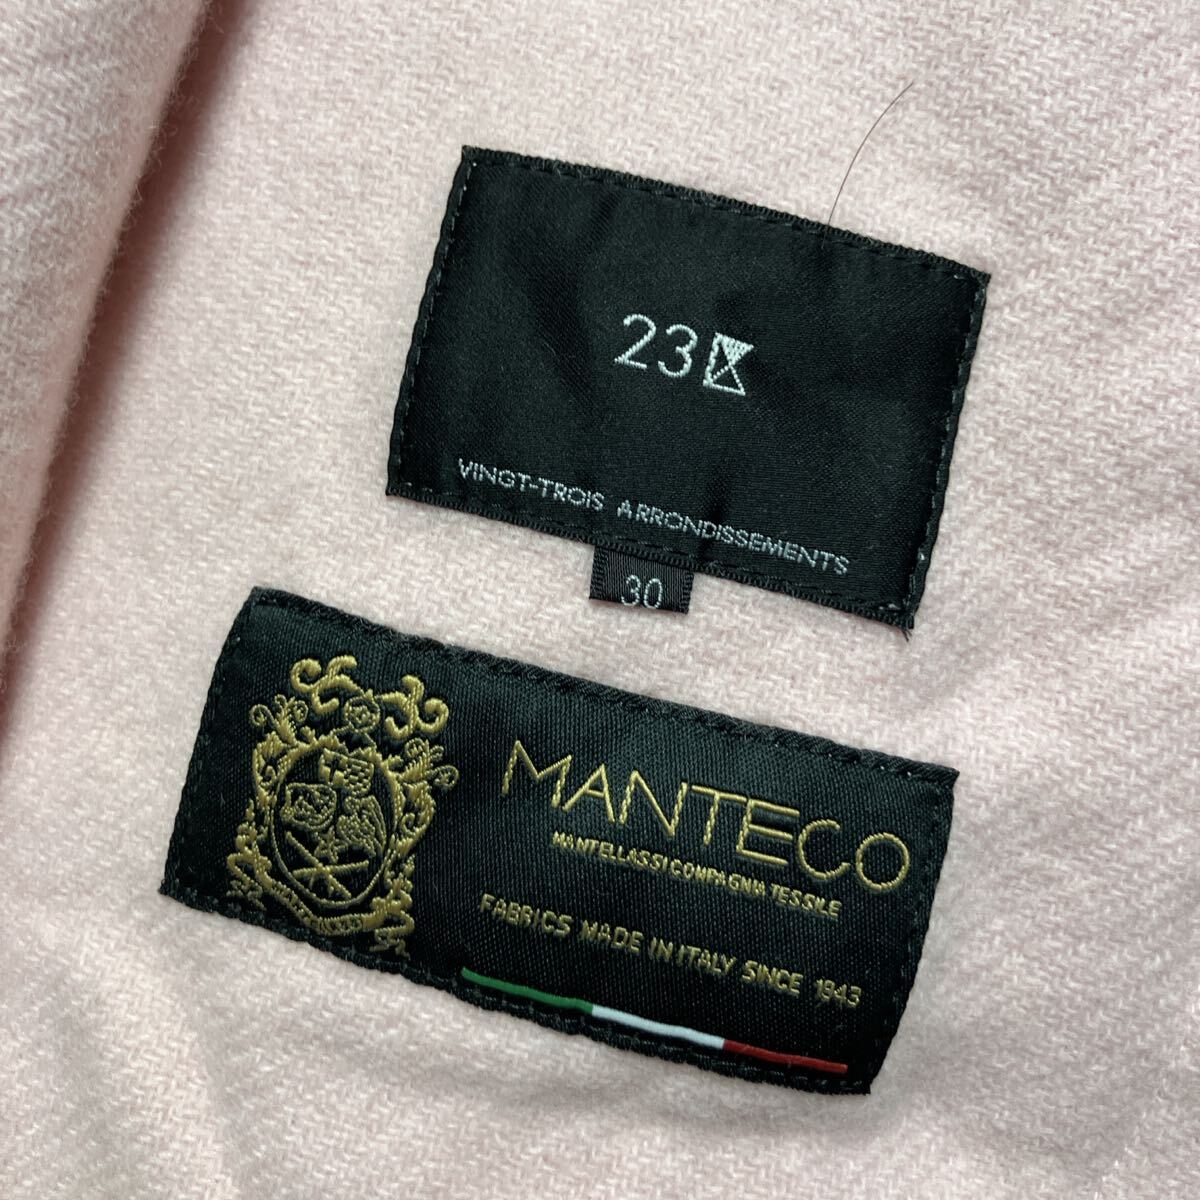 23区
VINGT-TROIS ARRONDISSEMENTS
30
MANTECO
MANTELLASSI COMPAGNIA TESSILE
FABRICS MADE IN ITALY SINCE 1943